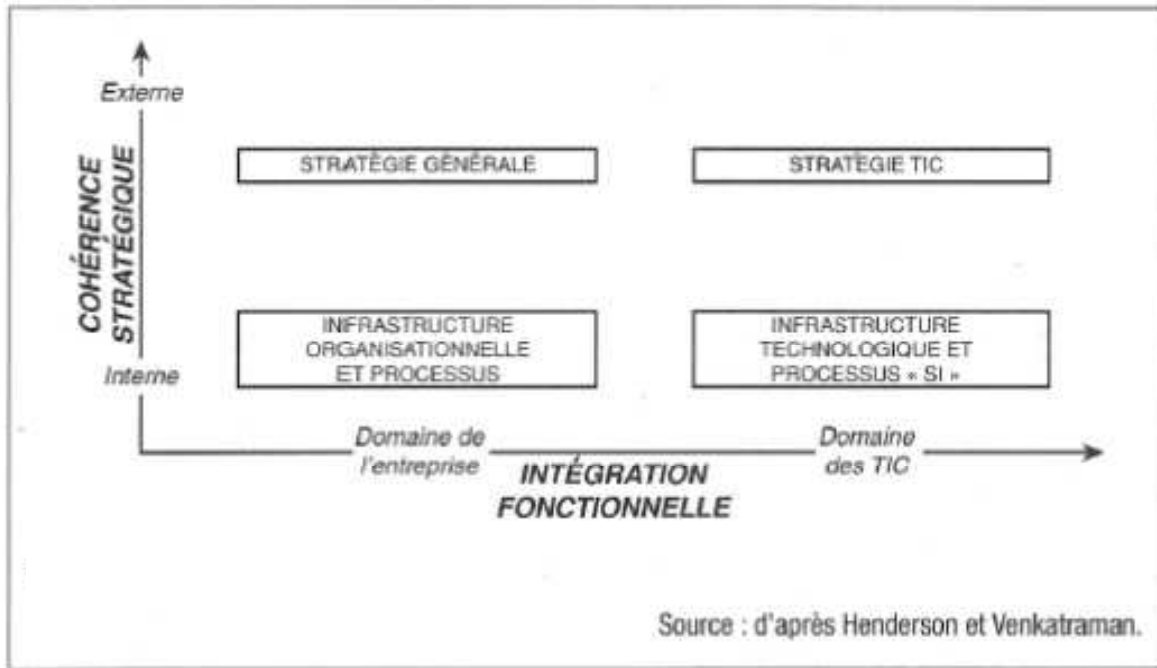 Externe
COHÉRENCE
STRATÉGIQUE
STRATÉGIE GÉNÉRALE
STRATÉGIE TIC
INFRASTRUCTURE
ORGANISATIONNELLE
ET PROCESSUS
INFRASTRUCTURE
TECHNOLOGIQUE ET
PROCESSUS « SI »
Interne
Domaine de
l'entreprise
Domaine
des TIC
INTÉGRATION
FONCTIONNELLE
Source : d'après Henderson et Venkatraman.